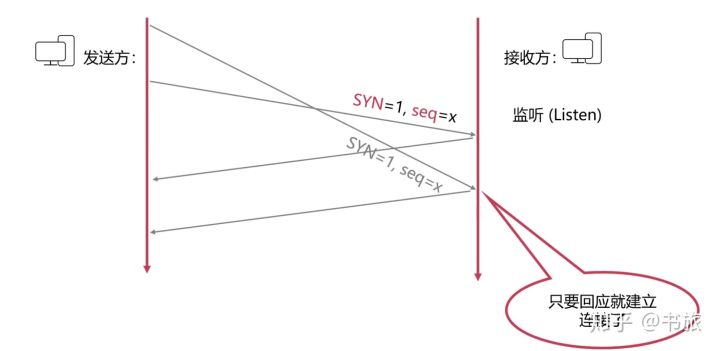 发送方:
接收方:
监听 (Listen)
SYN=1, seq=x
SYN=1, seq=x
只要回应就建立
连接了
知乎 @书旅